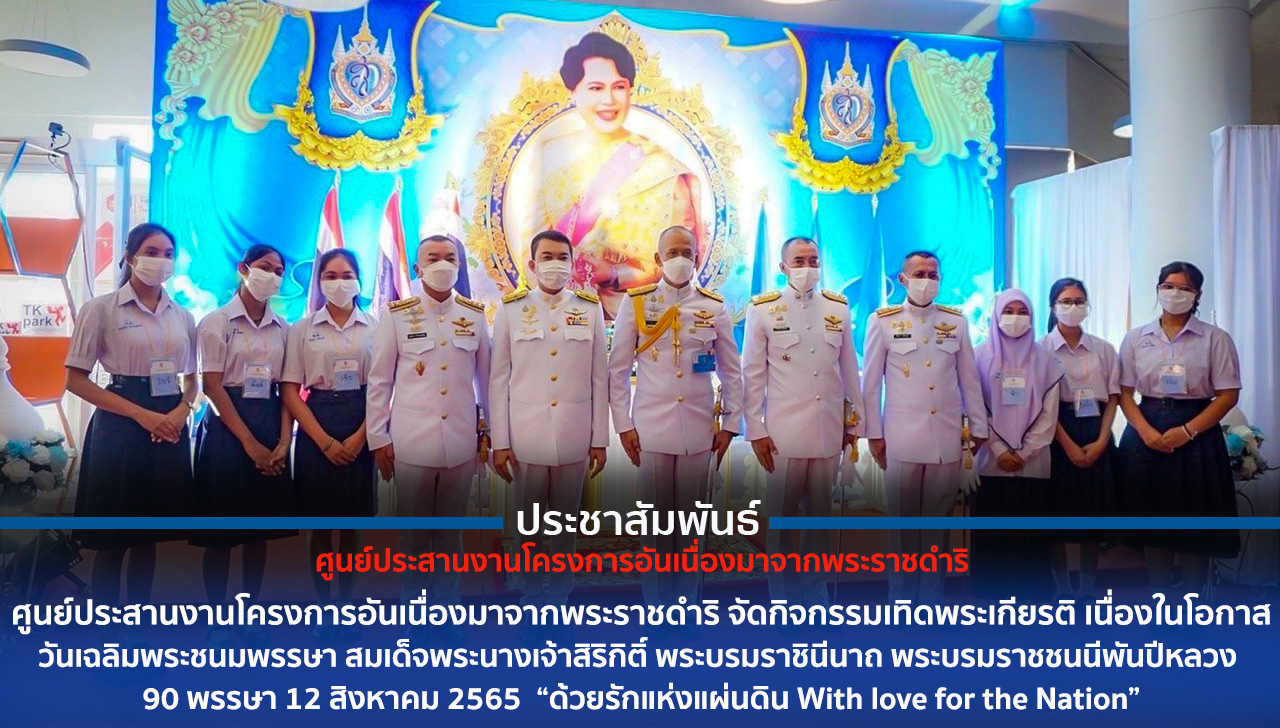 TK
park
ประชาสัมพันธ์
ศูนย์ประสานงานโครงการอันเนื่องมาจากพระราชดำริ
ศูนย์ประสานงานโครงการอันเนื่องมาจากพระราชดำริ จัดกิจกรรมเทิดพระเกียรติ เนื่องในโอกาส
วันเฉลิมพระชนมพรรษา สมเด็จพระนางเจ้าสิริกิติ์ พระบรมราชินีนาถ พระบรมราชชนนีพันปีหลวง
90 พรรษา 12 สิงหาคม 2565 “ด้วยรักแห่งแผ่นดิน With love for the Nation”